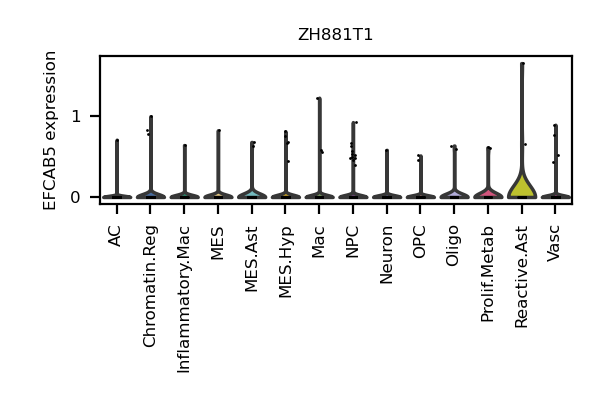 ZH881T1
EFCAB5 expression
1
0
AC
Chromatin.Reg
Inflammatory.Mac
MES
MES.Ast
MES.Hyp
Mac
NPC
Neuron
OPC
Oligo
Prolif.Metab
Reactive.Ast
Vasc